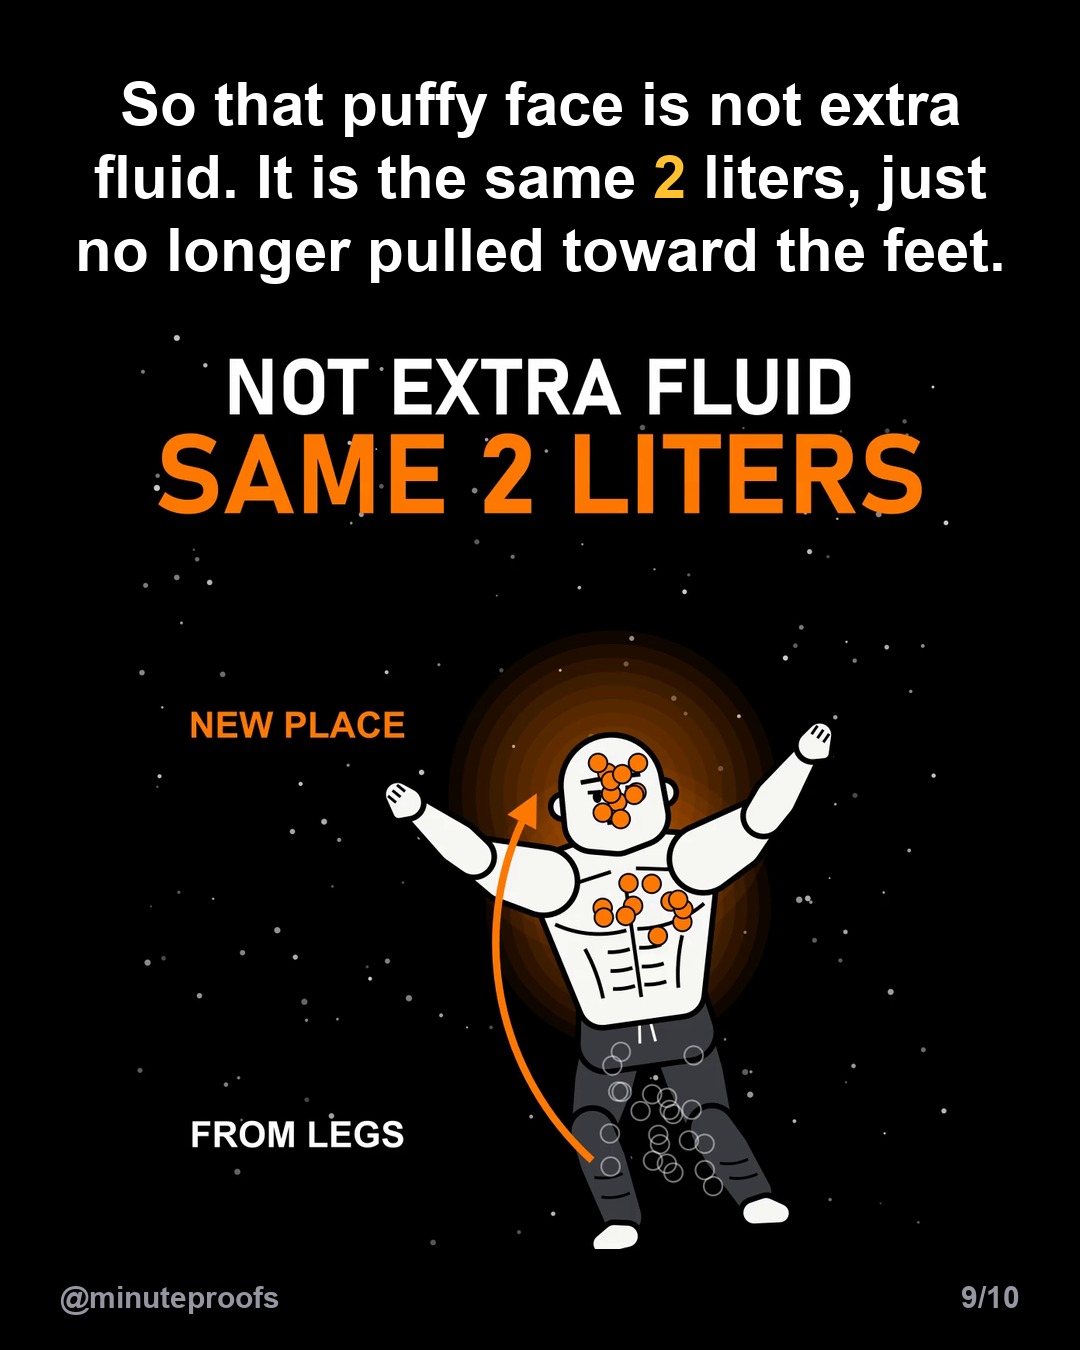 So that puffy face is not extra
fluid. It is the same 2 liters, just
no longer pulled toward the feet.
NOT EXTRA FLUID
SAME 2 LITERS
NEW PLACE
FROM LEGS
@minuteproofs
9/10